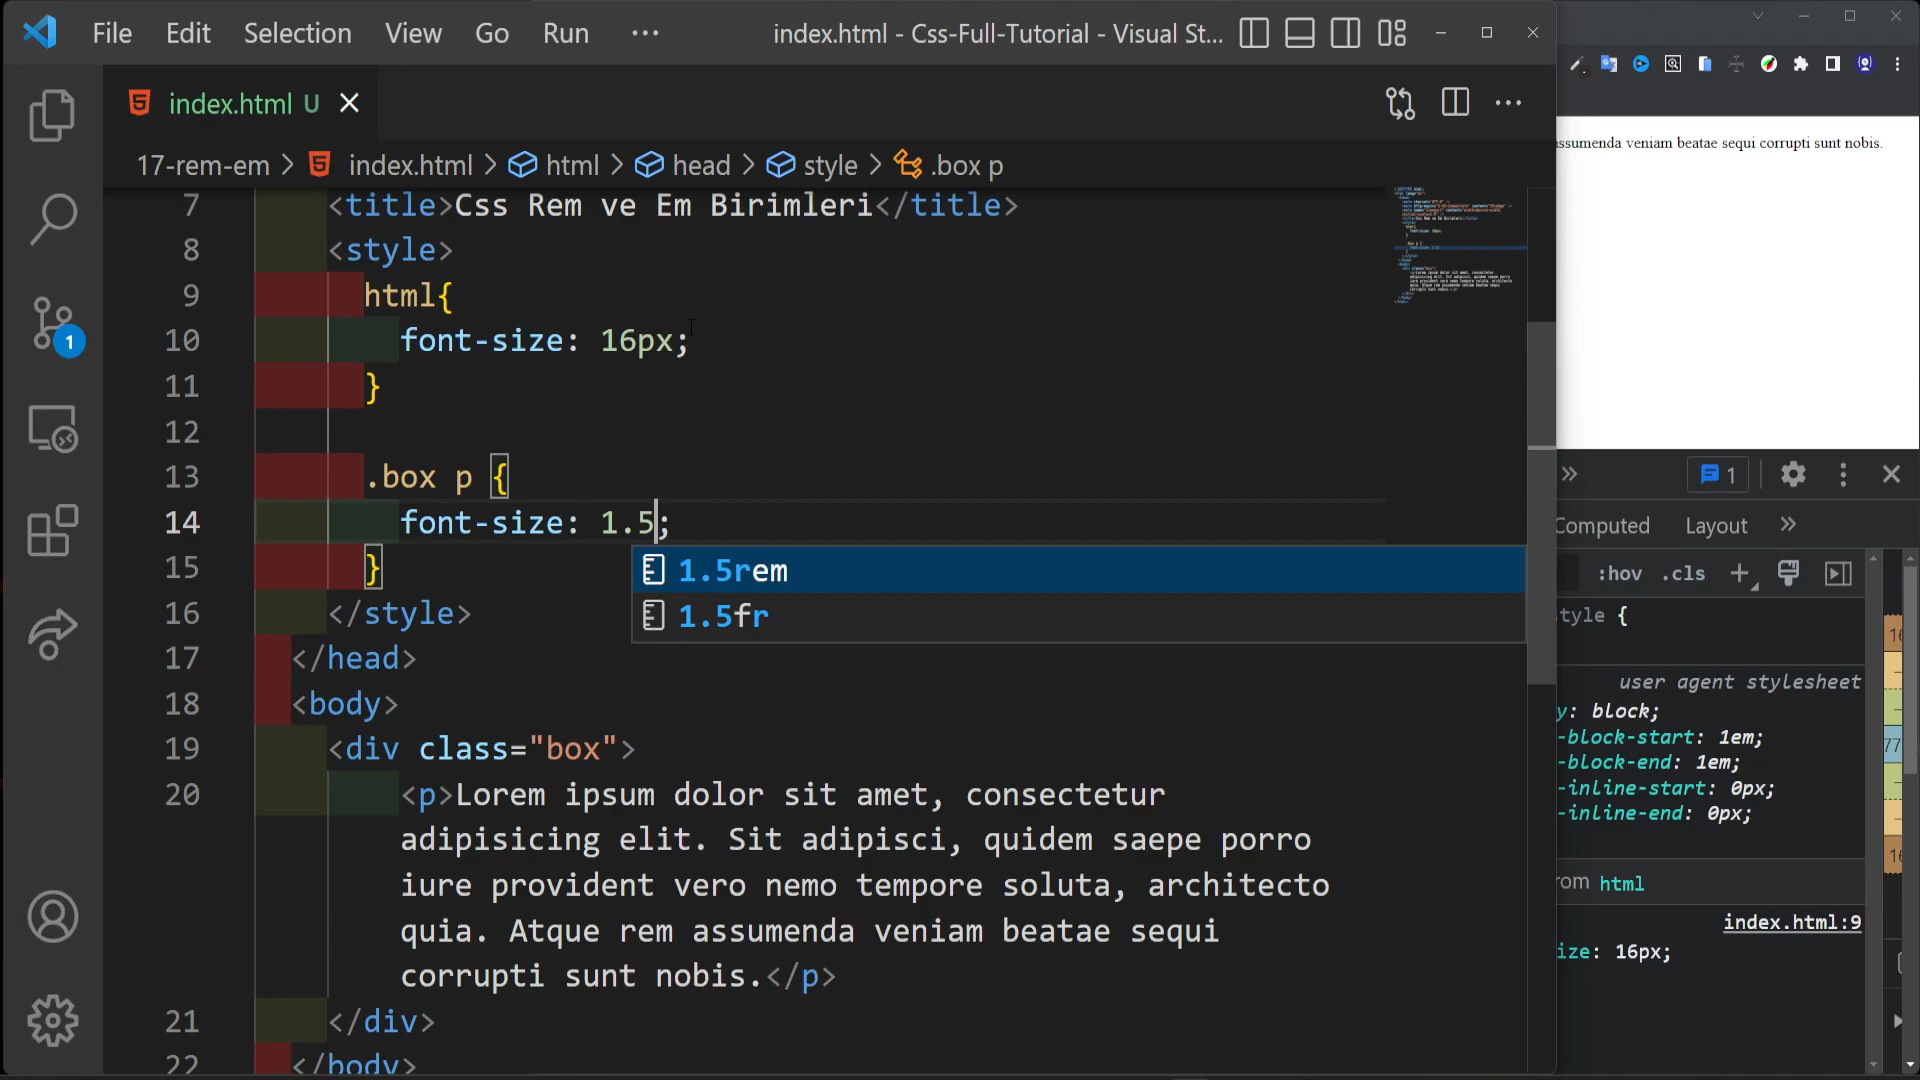 File Edit Selection View Go Run ··· index.html - Css-Full-Tutorial - Visual St...
index.html U
17-rem-em > index.html > html > head > style > .box p
7 <title>Css Rem ve Em Birimleri</title>
8 <style>
9 html{
10 font-size: 16px;
11 }
12
13 .box p {
14 font-size: 1.5;
1.5rem
1.5fr
15 }
16 </style>
17 </head>
18 <body>
19 <div class="box">
20 <p>Lorem ipsum dolor sit amet, consectetur
adipisicing elit. Sit adipisci, quidem saepe porro
iure provident vero nemo tempore soluta, architecto
quia. Atque rem assumenda veniam beatae sequi
corrupti sunt nobis.</p>
21 </div>
22 </body>
1
assumenda veniam beatae sequi corrupti sunt nobis.
1
Computed Layout
:hov .cls
tyle {
user agent stylesheet
y: block;
-block-start: 1em;
-block-end: 1em;
-inline-start: 0px;
-inline-end: 0px;
rom html
index.html:9
ize: 16px;